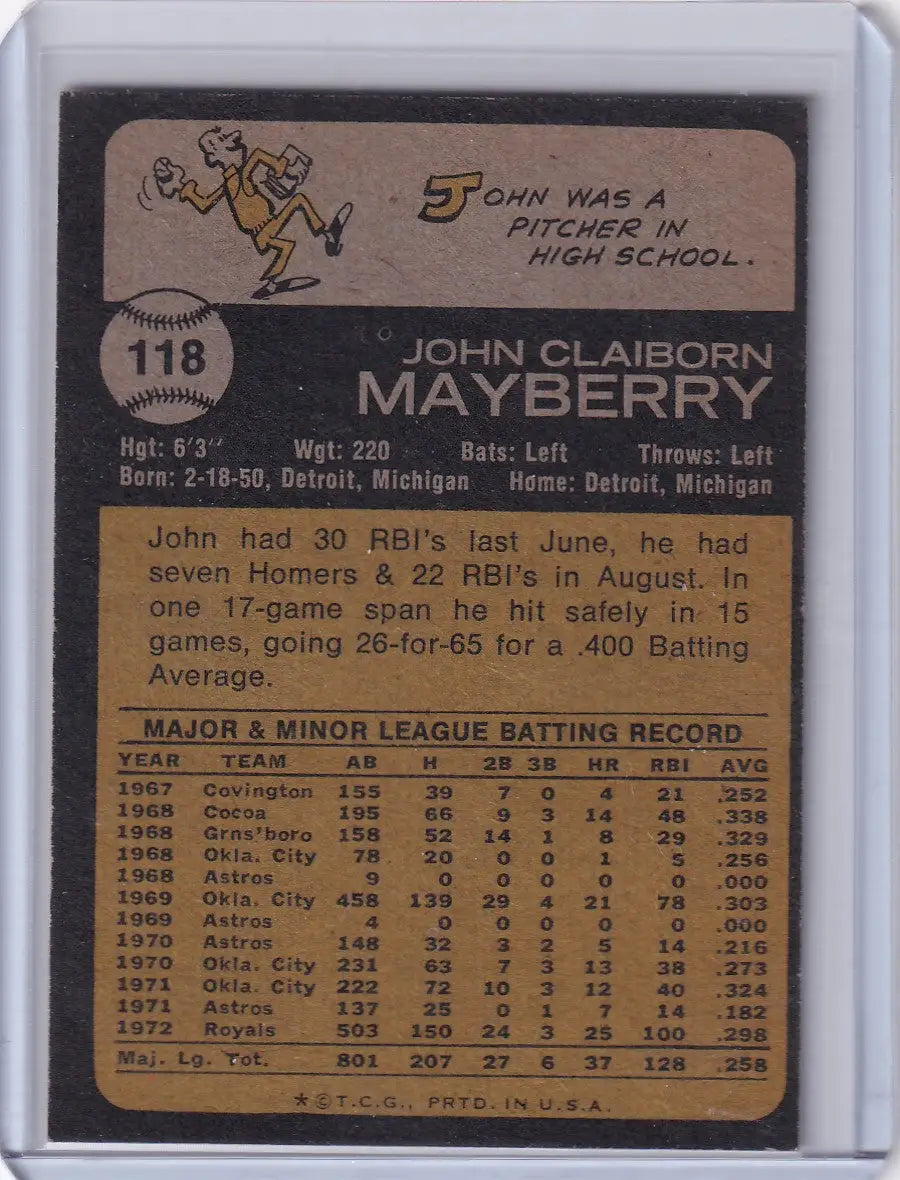 JOHN WAS A
PITCHER IN
HIGH SCHOOL.
118
JOHN CLAIBORN
MAYBERRY
Hgt: 6'3" Wgt: 220 Bats: Left Throws: Left
Born: 2-18-50, Detroit, Michigan Home: Detroit, Michigan
John had 30 RBI's last June, he had
seven Homers & 22 RBI's in August. In
one 17-game span he hit safely in 15
games, going 26-for-65 for a .400 Batting
Average.
MAJOR & MINOR LEAGUE BATTING RECORD
YEAR TEAM AB H 2B 3B HR RBI AVG
1967 Covington 155 39 7 0 4 21 .252
1968 Cocoa 195 66 9 3 14 48 .338
1968 Grns'boro 158 52 14 1 8 29 .329
1968 Okla. City 78 20 0 0 1 5 .256
1968 Astros 9 0 0 0 0 0 .000
1969 Okla. City 458 139 29 4 21 78 .303
1969 Astros 4 0 0 0 0 0 .000
1970 Astros 148 32 3 2 5 14 .216
1970 Okla. City 231 63 7 3 13 38 .273
1971 Okla. City 222 72 10 3 12 40 .324
1971 Astros 137 25 0 1 7 14 .182
1972 Royals 503 150 24 3 25 100 .298
Maj. Lg. Tot. 801 207 27 6 37 128 .258
*©T.C.G., PRTD. IN U.S.A.